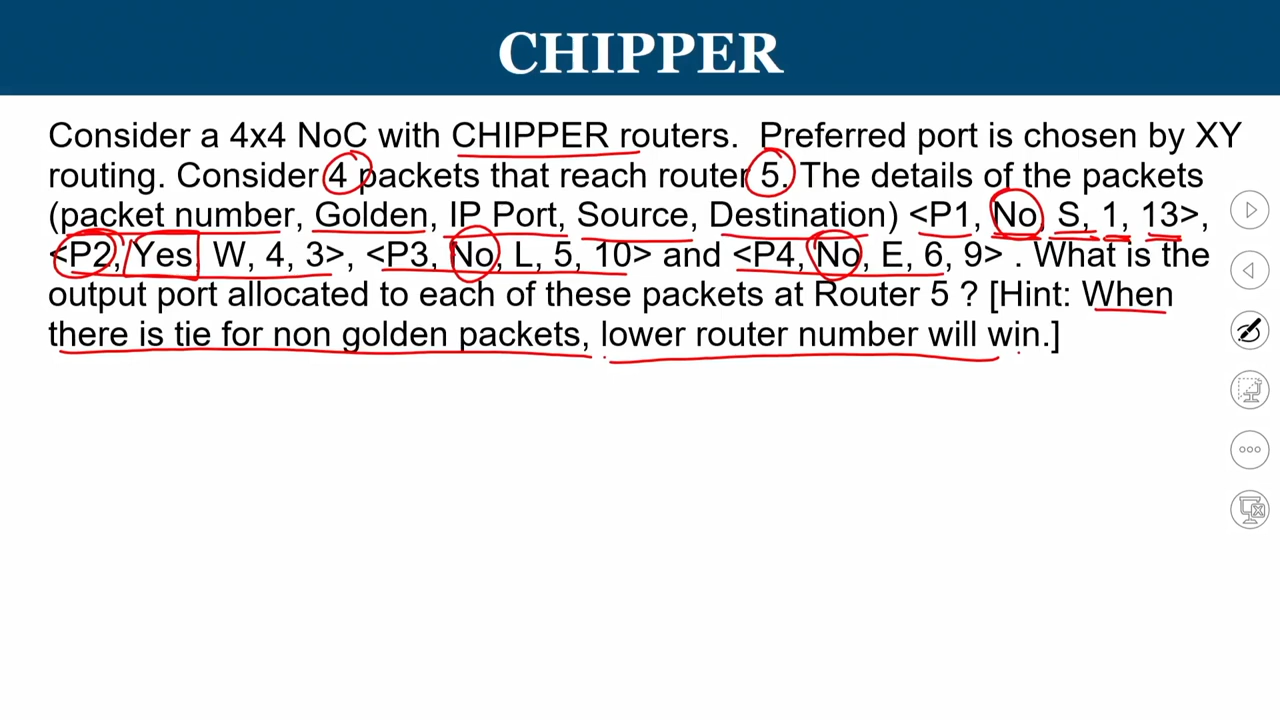 CHIPPER
Consider a 4x4 NoC with CHIPPER routers. Preferred port is chosen by XY
routing. Consider 4 packets that reach router 5. The details of the packets
(packet number, Golden, IP Port, Source, Destination) <P1, No, S, 1, 13>,
<P2, Yes, W, 4, 3>, <P3, No, L, 5, 10> and <P4, No, E, 6, 9> . What is the
output port allocated to each of these packets at Router 5 ? [Hint: When
there is tie for non golden packets, lower router number will win.]